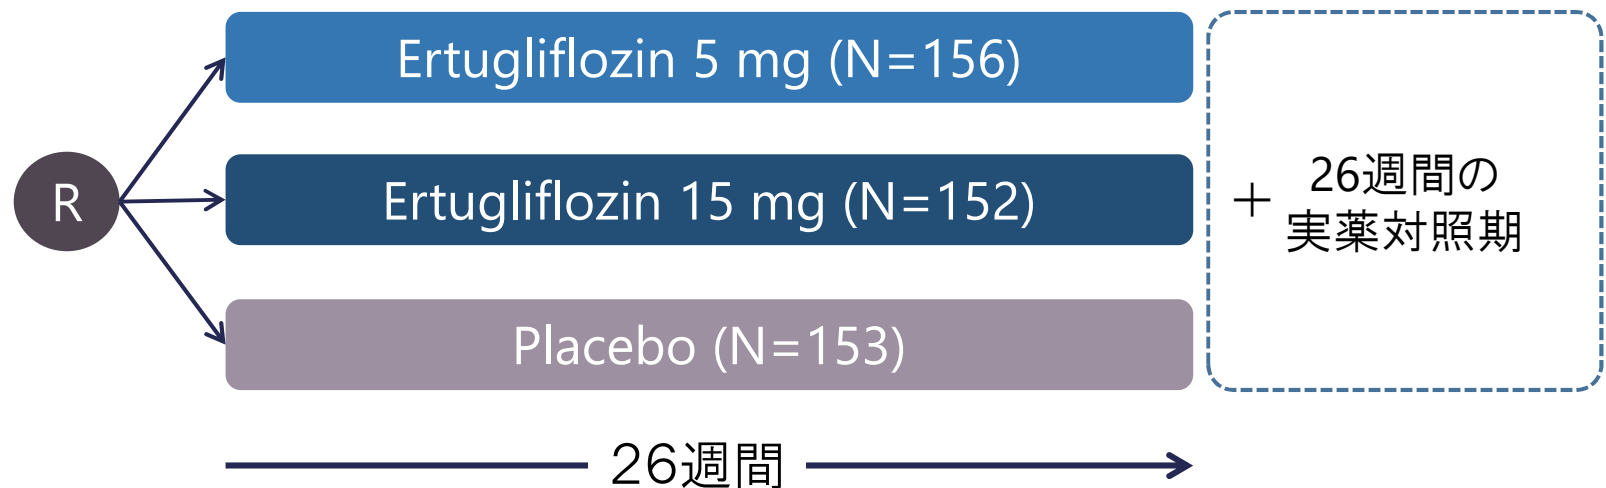 R
Ertugliflozin 5 mg (N=156)
Ertugliflozin 15 mg (N=152)
Placebo (N=153)
+
26週間の
実薬対照期
26週間